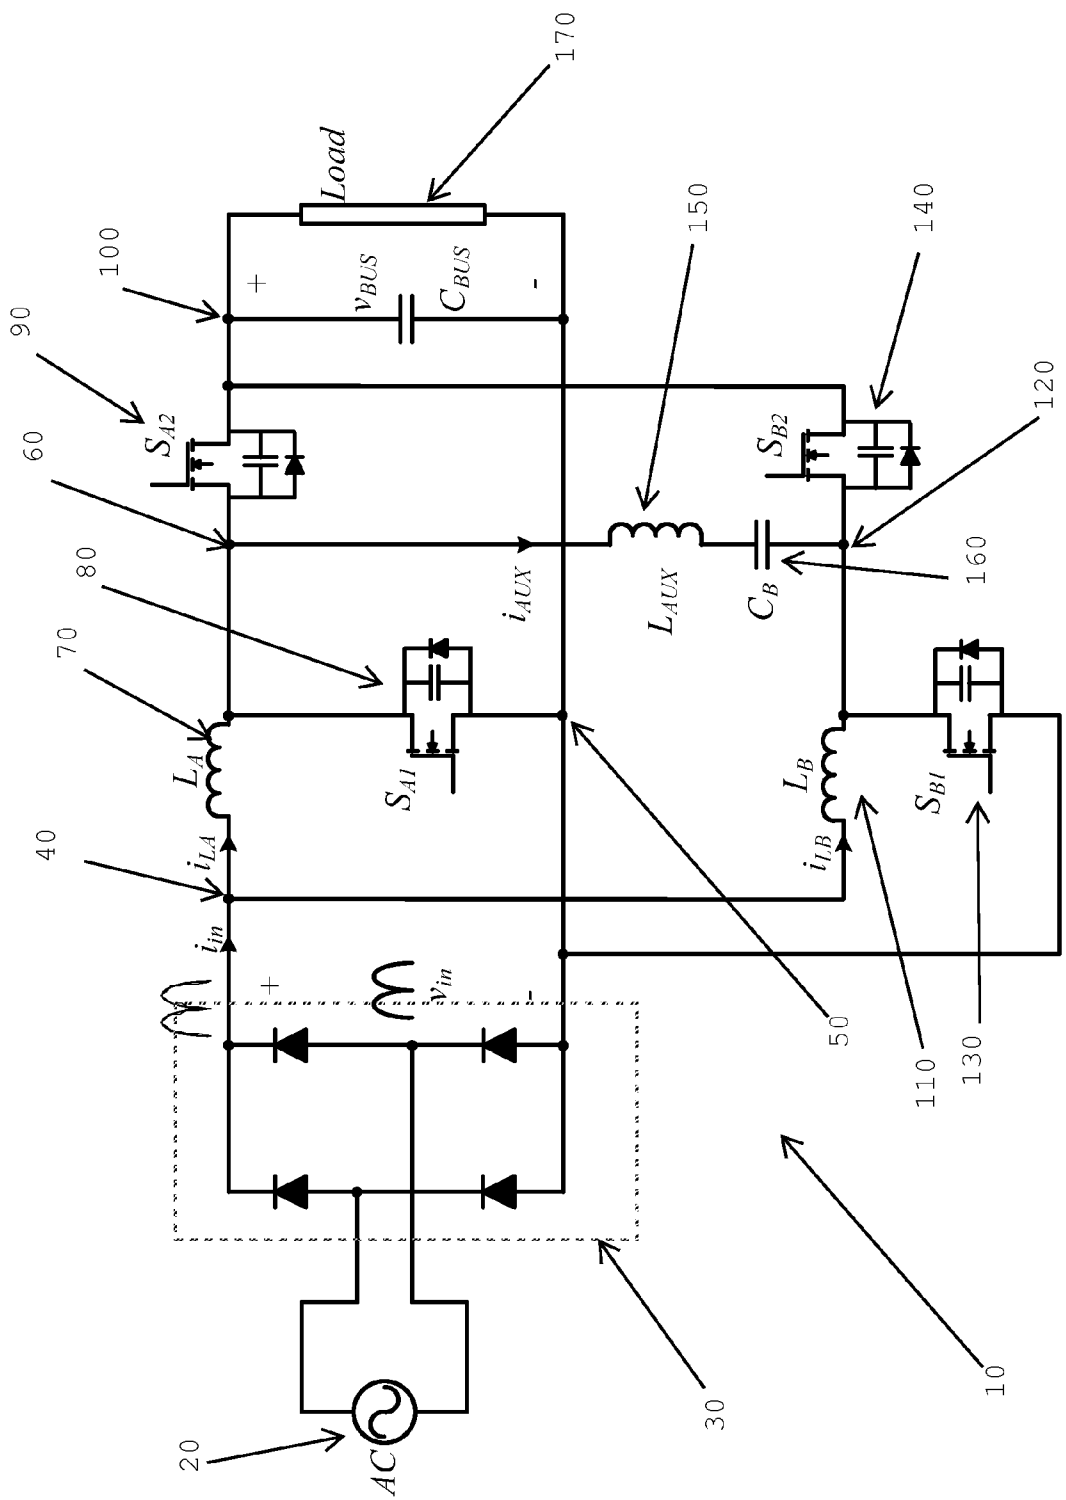 20
AC
30
10
40
i_in
+
v_in
-
50
i_LA
L_A
70
80
S_A1
60
90
S_A2
100
+
v_BUS
C_BUS
-
Load
170
i_AUX
L_AUX
150
C_B
160
i_LB
L_B
110
S_B1
130
S_B2
140
120